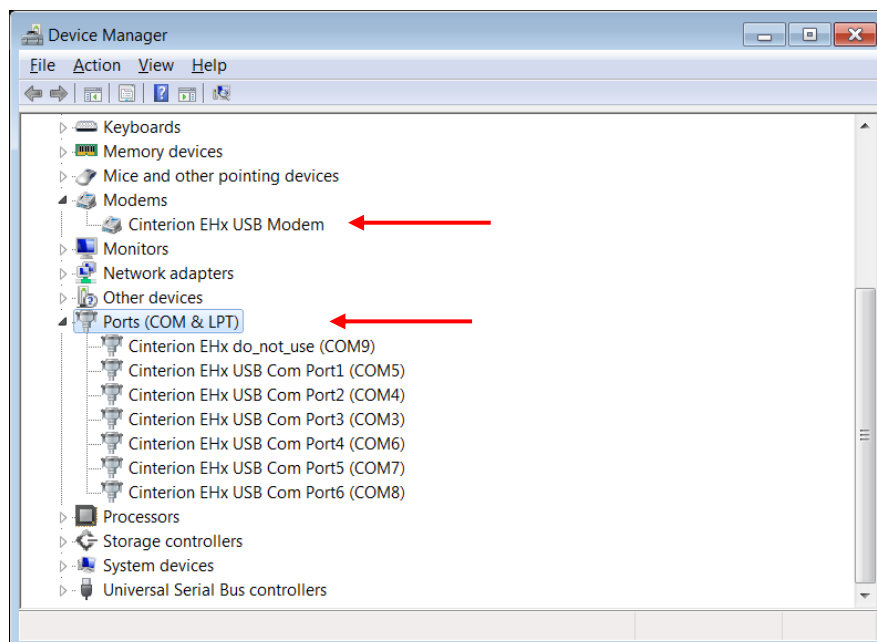 Device Manager
File Action View Help
Keyboards
Memory devices
Mice and other pointing devices
Modems
Cinterion EHx USB Modem
Monitors
Network adapters
Other devices
Ports (COM & LPT)
Cinterion EHx do_not_use (COM9)
Cinterion EHx USB Com Port1 (COM5)
Cinterion EHx USB Com Port2 (COM4)
Cinterion EHx USB Com Port3 (COM3)
Cinterion EHx USB Com Port4 (COM6)
Cinterion EHx USB Com Port5 (COM7)
Cinterion EHx USB Com Port6 (COM8)
Processors
Storage controllers
System devices
Universal Serial Bus controllers